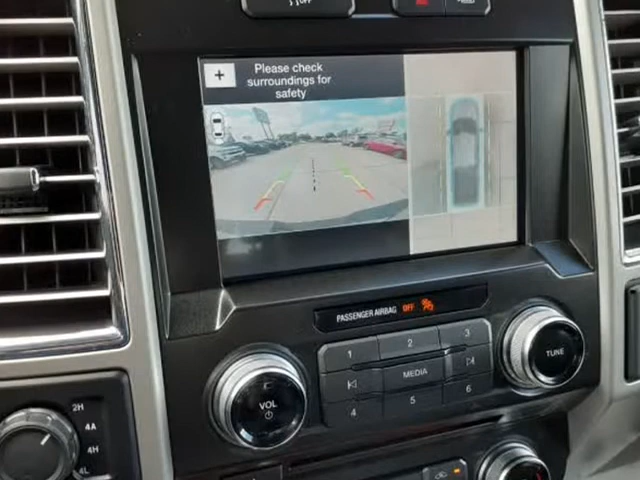 OFF
+
Please check
surroundings for
safety
PASSENGER AIRBAG OFF
1 2 3
MEDIA
4 5 6
VOL
TUNE
2H
4A
4H
4L